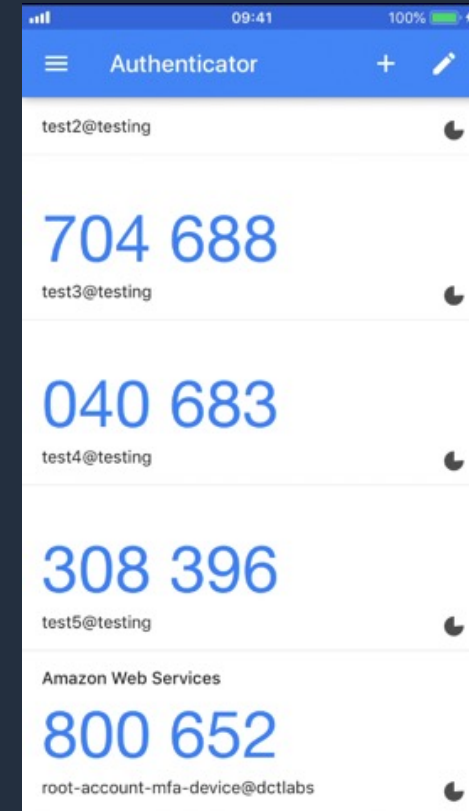 09:41
100%
Authenticator
test2@testing
704 688
test3@testing
040 683
test4@testing
308 396
test5@testing
Amazon Web Services
800 652
root-account-mfa-device@dctlabs